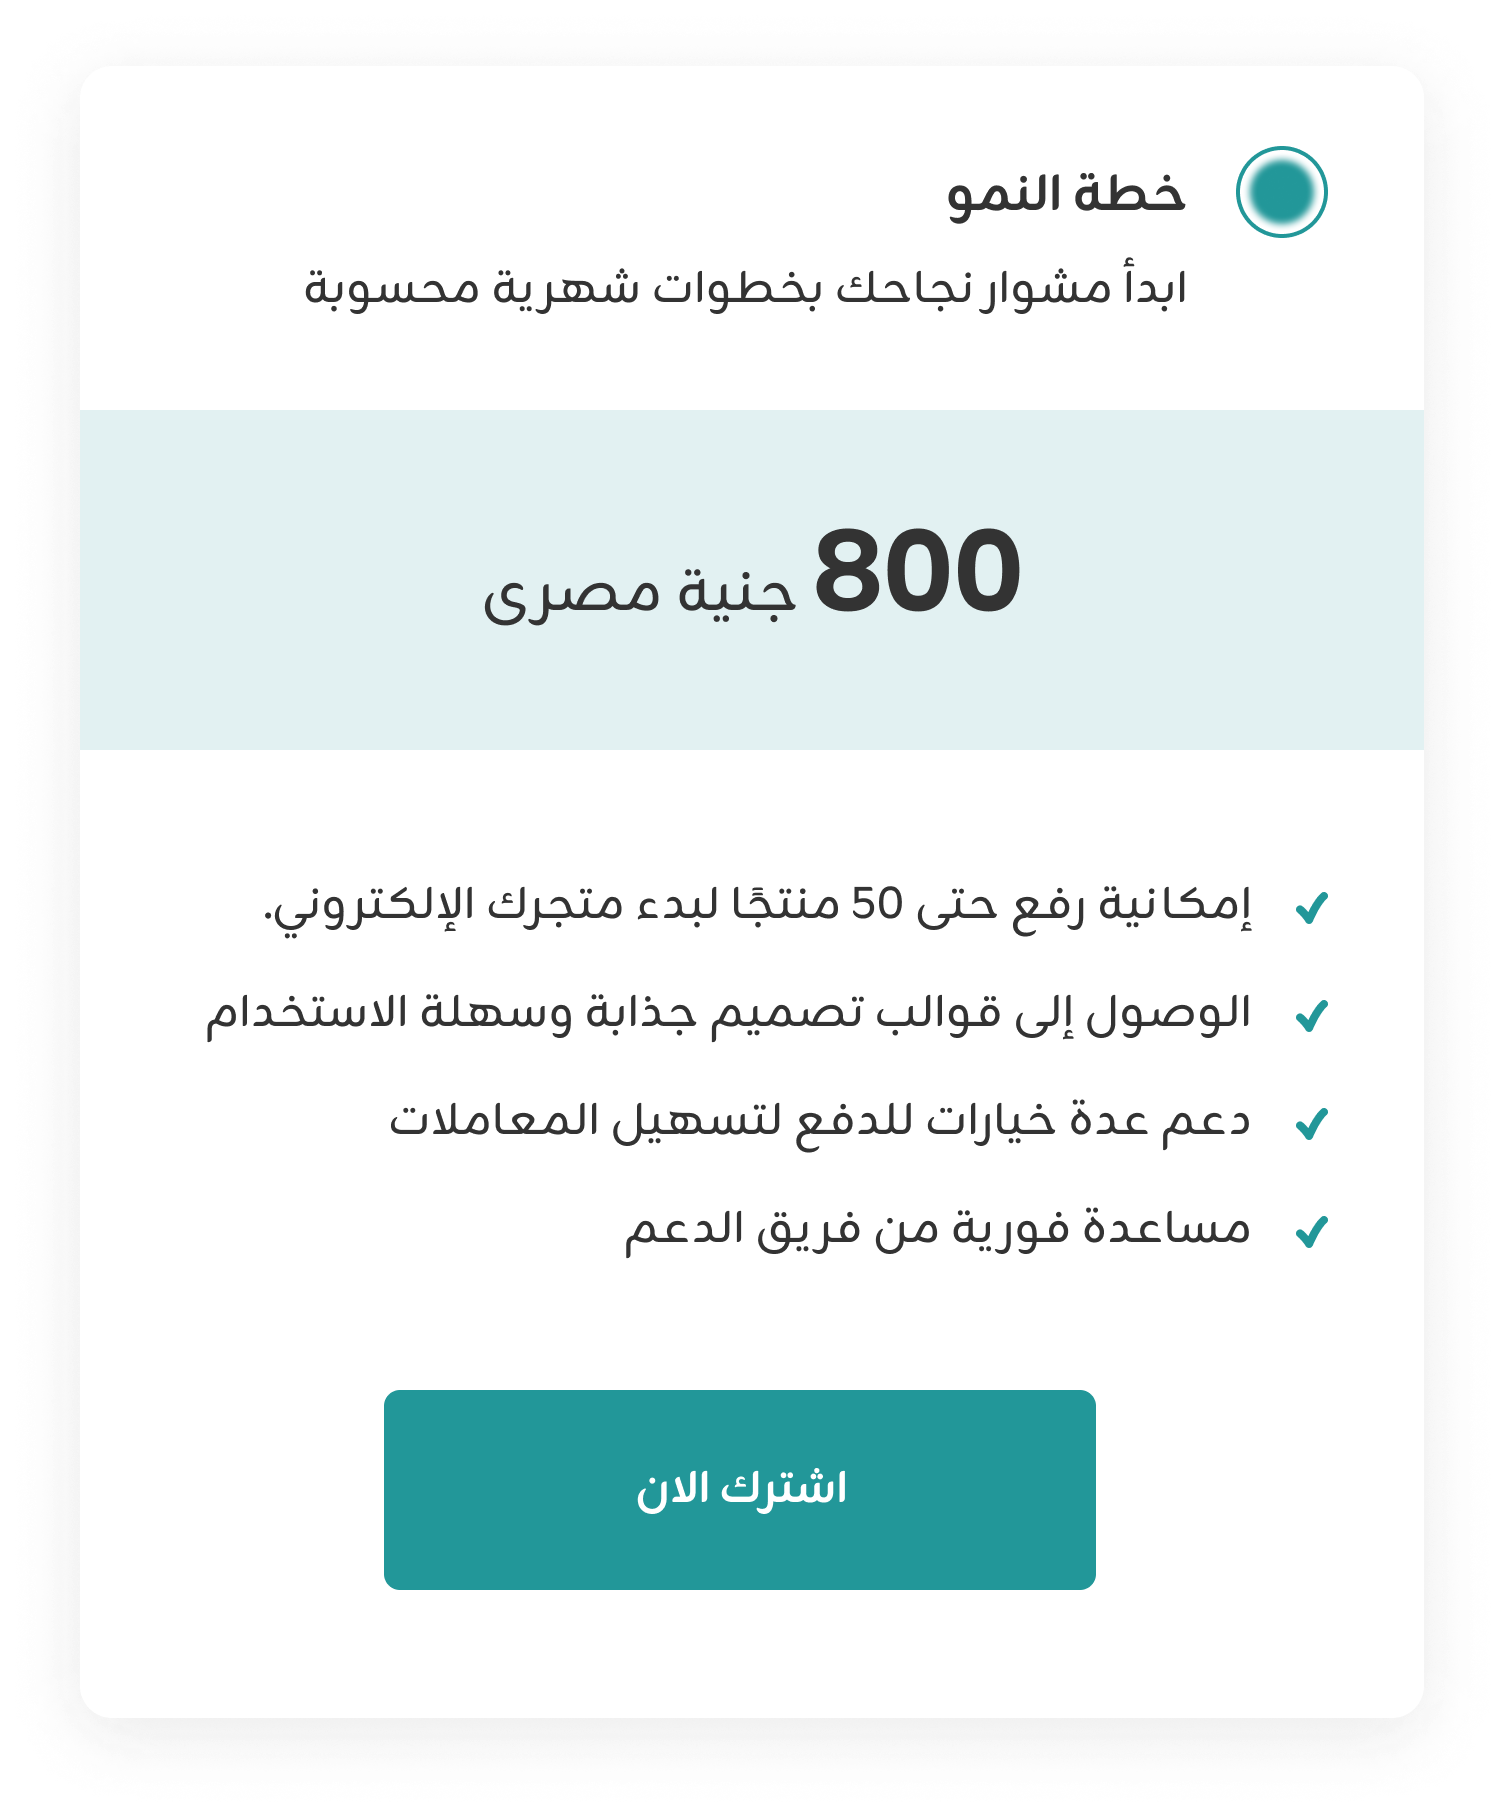 خطة النمو
ابدأ مشوار نجاحك بخطوات شهرية محسوبة
800 جنية مصرى
إمكانية رفع حتى 50 منتجًا لبدء متجرك الإلكتروني.
الوصول إلى قوالب تصميم جذابة وسهلة الاستخدام
دعم عدة خيارات للدفع لتسهيل المعاملات
مساعدة فورية من فريق الدعم
اشترك الان